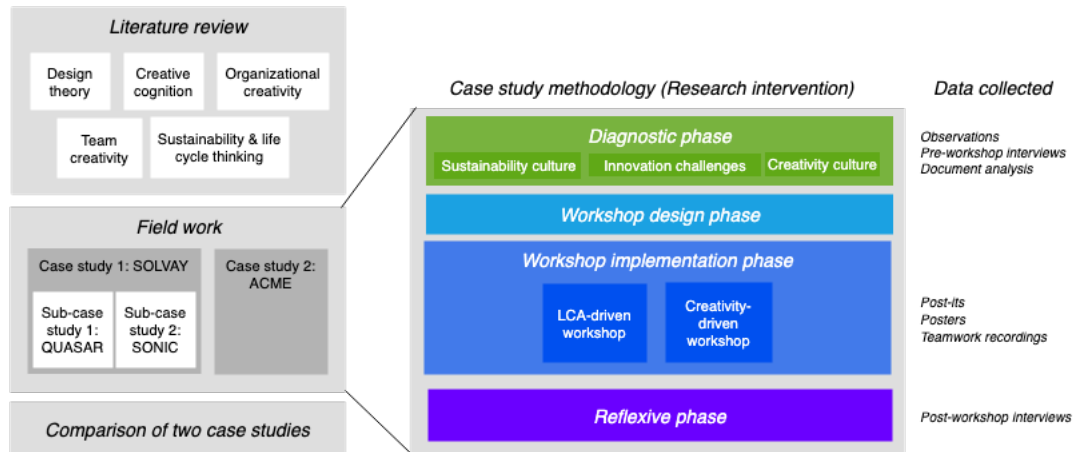 Literature review
Design
theory
Creative
cognition
Organizational
creativity
Team
creativity
Sustainability & life
cycle thinking
Field work
Case study 1: SOLVAY
Sub-case
study 1:
QUASAR
Sub-case
study 2:
SONIC
Case study 2:
ACME
Comparison of two case studies
Case study methodology (Research intervention)
Diagnostic phase
Sustainability culture
Innovation challenges
Creativity culture
Workshop design phase
Workshop implementation phase
LCA-driven
workshop
Creativity-
driven
workshop
Reflexive phase
Data collected
Observations
Pre-workshop interviews
Document analysis
Post-its
Posters
Teamwork recordings
Post-workshop interviews